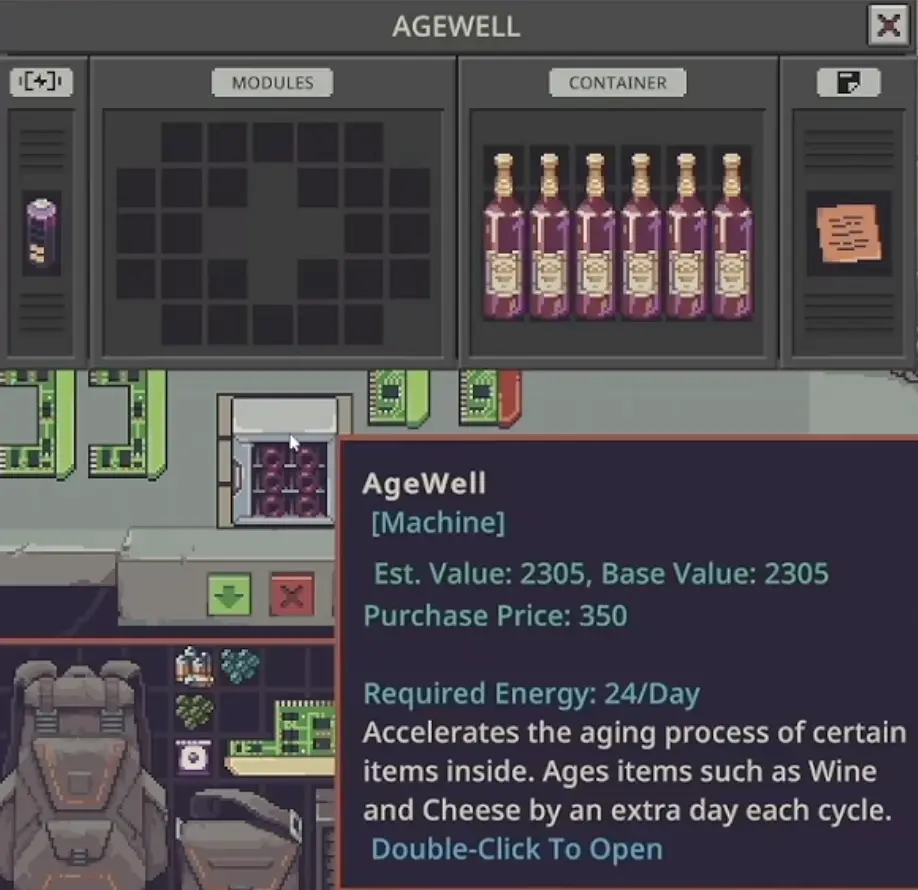 AGEWELL
MODULES
CONTAINER
AgeWell
[Machine]
Est. Value: 2305, Base Value: 2305
Purchase Price: 350
Required Energy: 24/Day
Accelerates the aging process of certain
items inside. Ages items such as Wine
and Cheese by an extra day each cycle.
Double-Click To Open